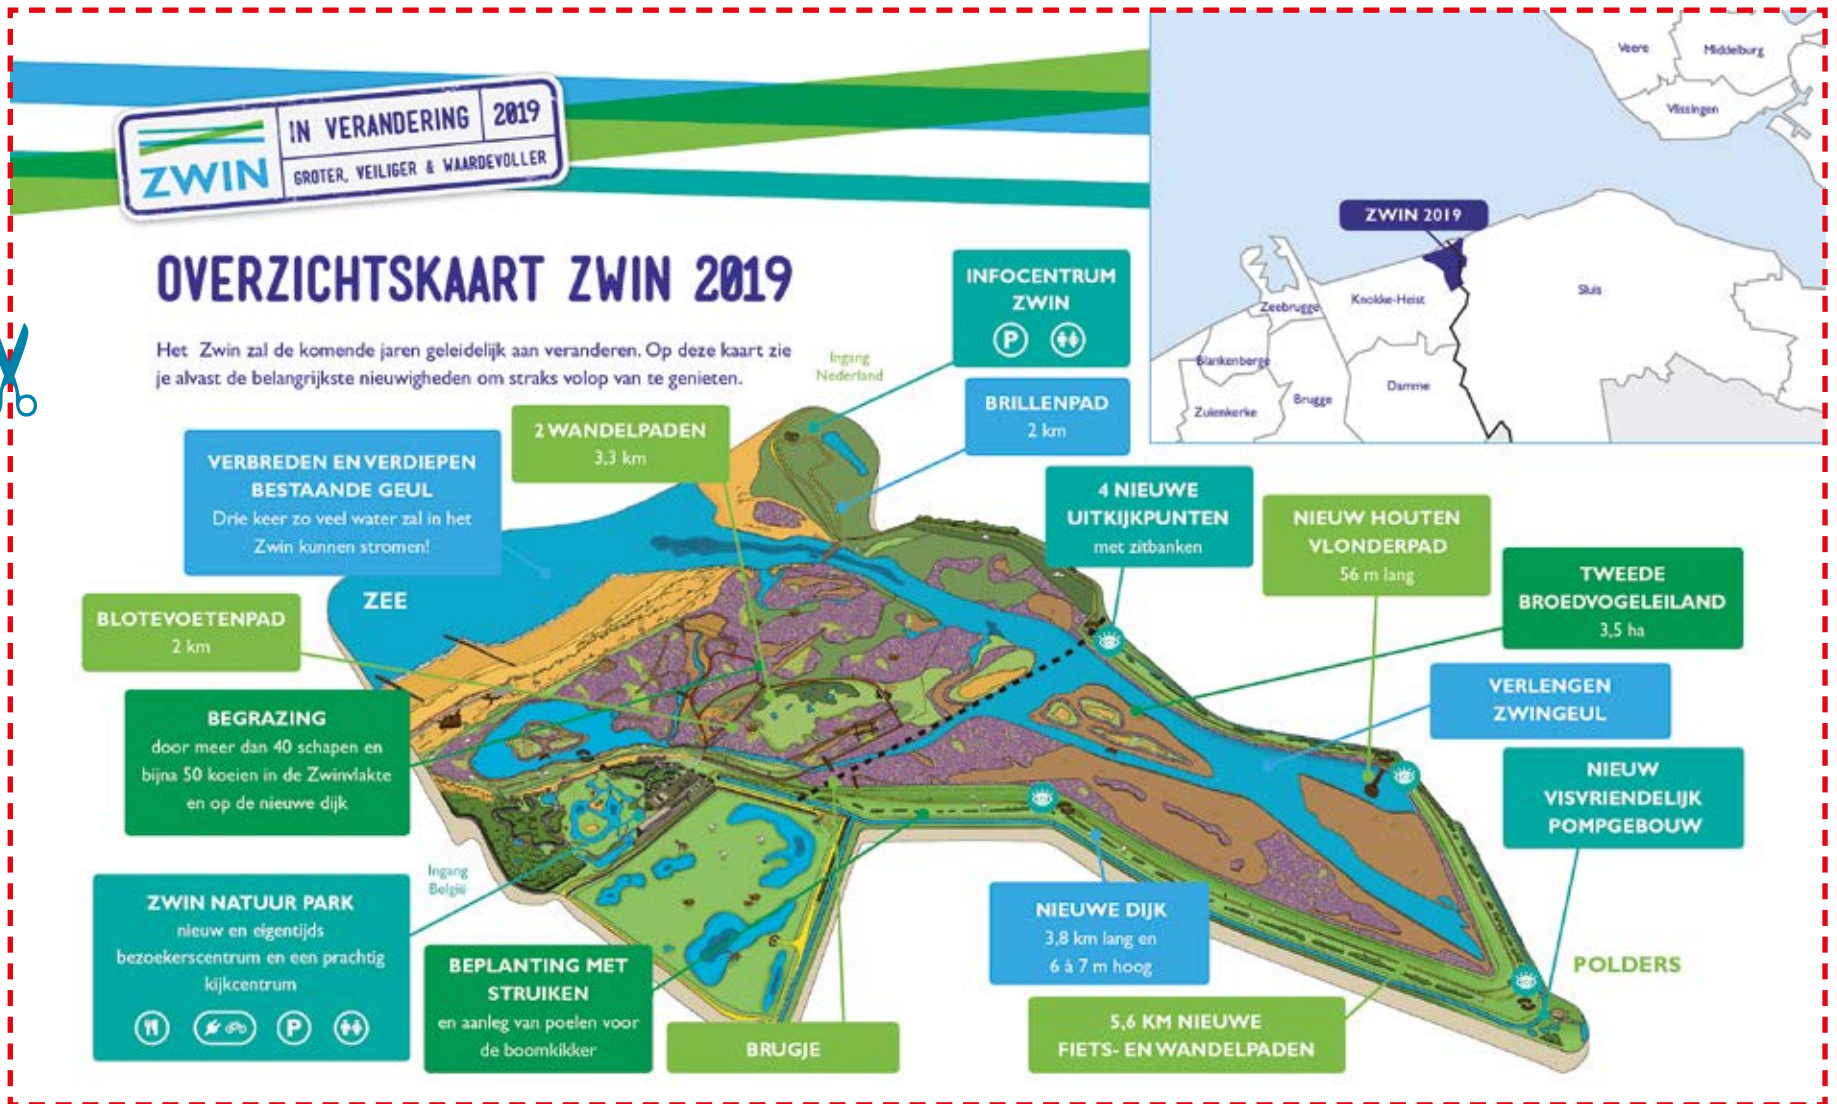 ZWIN
IN VERANDERING 2019
GROTER, VEILIGER & WAARDEVOLLER
OVERZICHTSKAART ZWIN 2019
Het Zwin zal de komende jaren geleidelijk aan veranderen. Op deze kaart zie
je alvast de belangrijkste nieuwigheden om straks volop van te genieten.
Veere
Middelburg
Vlissingen
ZWIN 2019
Zeebrugge
Knokke-Heist
Sluis
Blankenberge
Damme
Brugge
Zuienkerke
INFOCENTRUM
ZWIN
P
Ingang
Nederland
BRILLENPAD
2 km
2 WANDELPADEN
3,3 km
VERBREDEN EN VERDIEPEN
BESTAANDE GEUL
Drie keer zo veel water zal in het
Zwin kunnen stromen!
4 NIEUWE
UITKIJKPUNTEN
met zitbanken
NIEUW HOUTEN
VLONDERPAD
56 m lang
TWEEDE
BROEDVOGELEILAND
3,5 ha
ZEE
BLOTEVOETENPAD
2 km
VERLENGEN
ZWINGEUL
BEGRAZING
door meer dan 40 schapen en
bijna 50 koeien in de Zwinvlakte
en op de nieuwe dijk
NIEUW
VISVRIENDELIJK
POMPGEBOUW
Ingang
België
ZWIN NATUUR PARK
nieuw en eigentijds
bezoekerscentrum en een prachtig
kijkcentrum
P
NIEUWE DIJK
3,8 km lang en
6 à 7 m hoog
BEPLANTING MET
STRUIKEN
en aanleg van poelen voor
de boomkikker
POLDERS
BRUGJE
5,6 KM NIEUWE
FIETS- EN WANDELPADEN